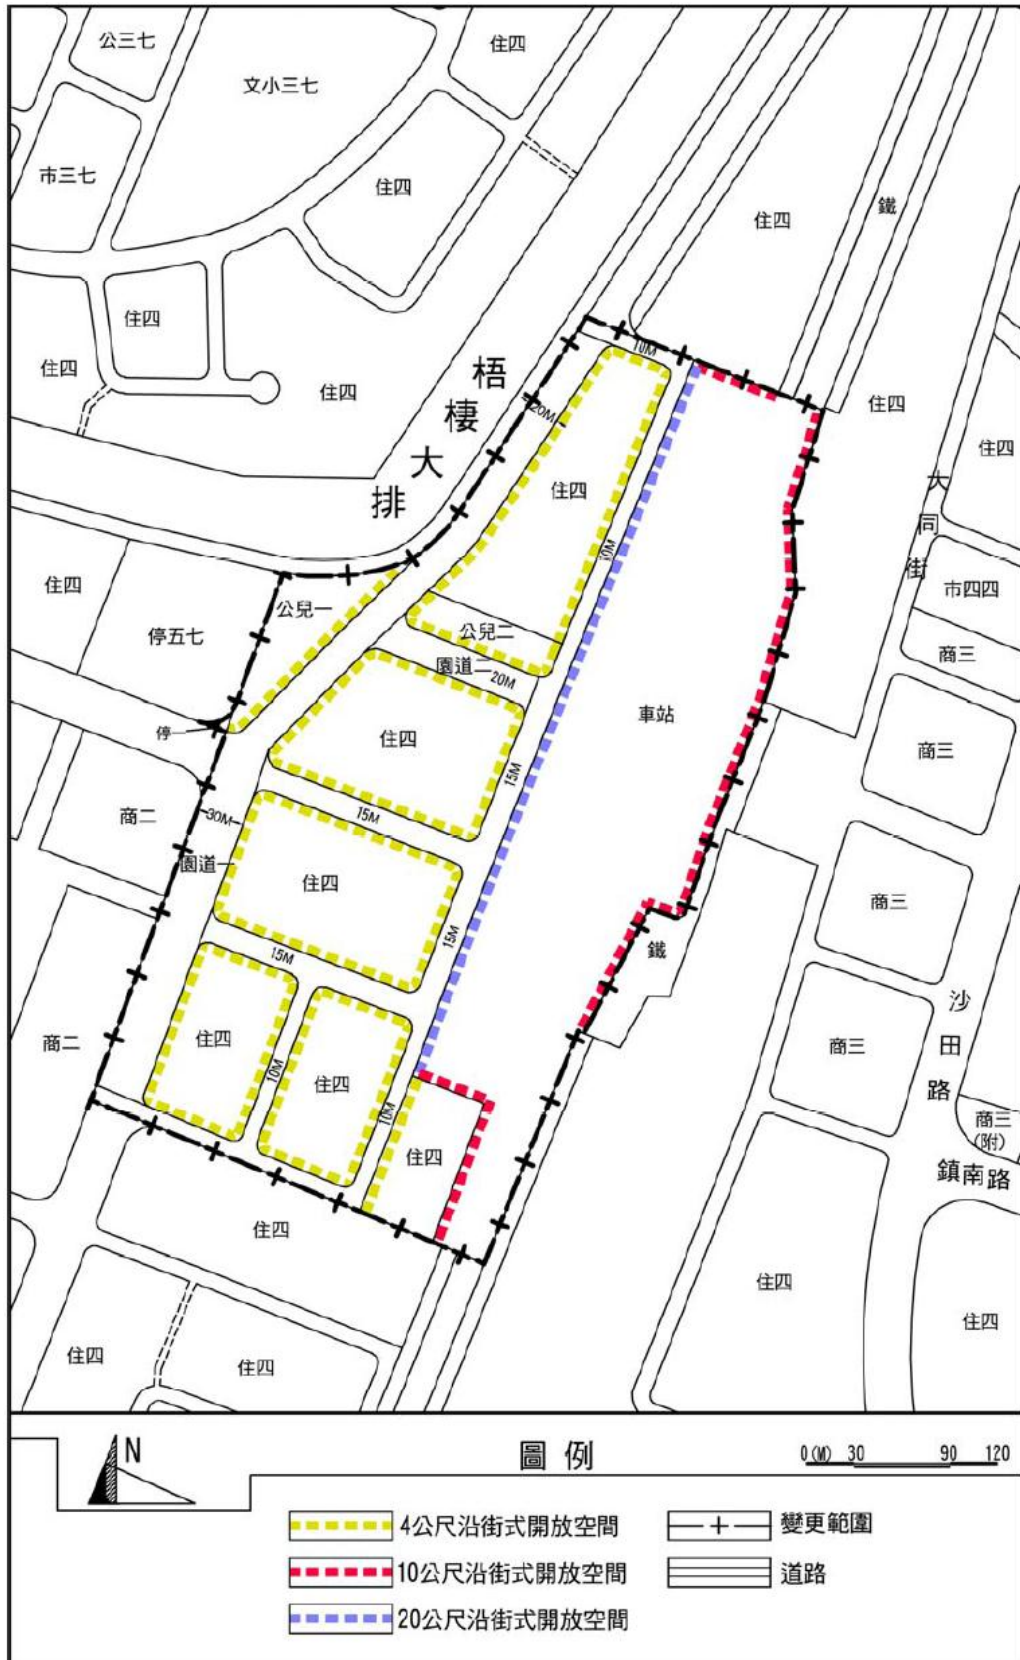 公三七
住四
文小三七
市三七
住四
鐵
住四
住四
住四
住四
梧棲大排
10M
20M
住四
住四
住四
大同街
住四
10M
市四四
住四
公兒一
公兒二
停五七
園道二
20M
商三
車站
停一
住四
商三
15M
商二
30M
15M
園道一
住四
商三
15M
鐵
15M
沙田路
商二
住四
商三
10M
住四
10M
商三
(附)
住四
鎮南路
住四
住四
住四
住四
住四
N
圖例
0(M) 30 90 120
4公尺沿街式開放空間
變更範圍
10公尺沿街式開放空間
道路
20公尺沿街式開放空間